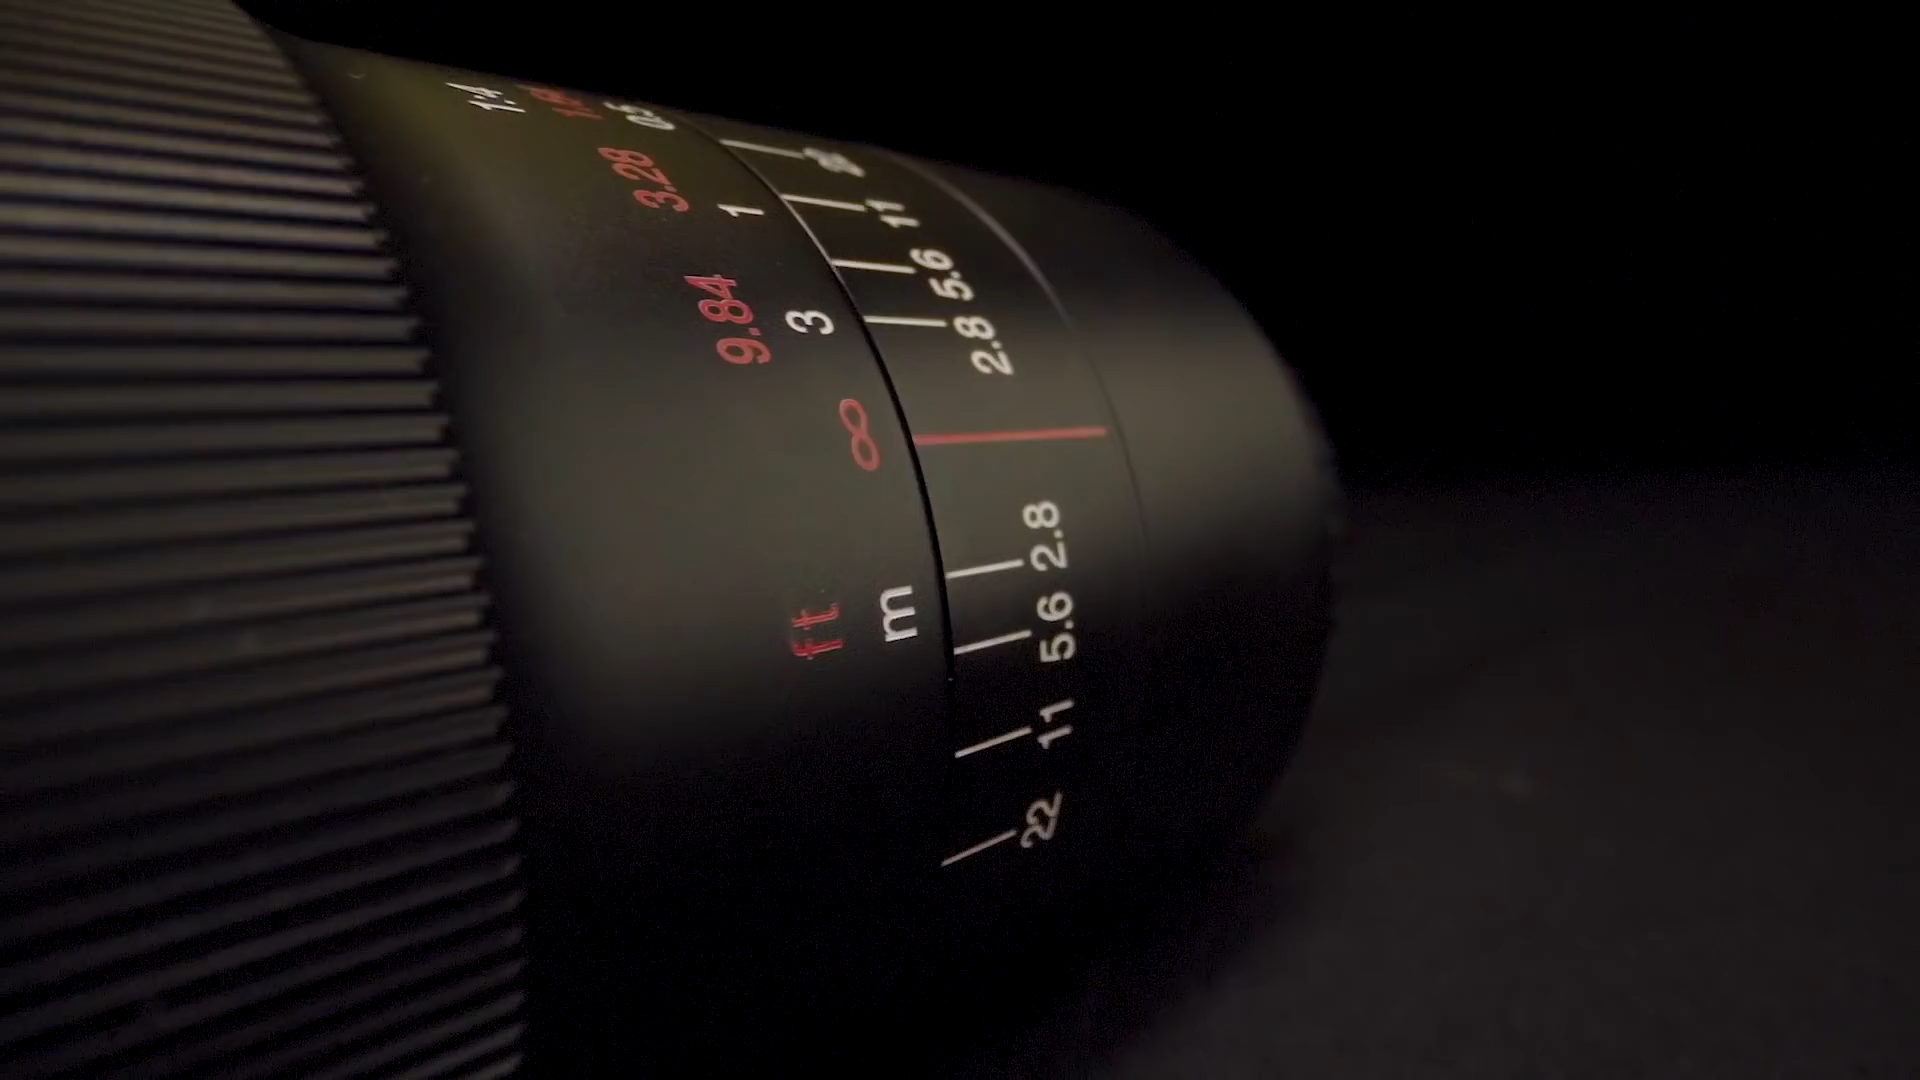 1:4
0.5
3.28 1
9.84 3
∞
ft m
11 5.6 2.8
2.8 5.6 11 22